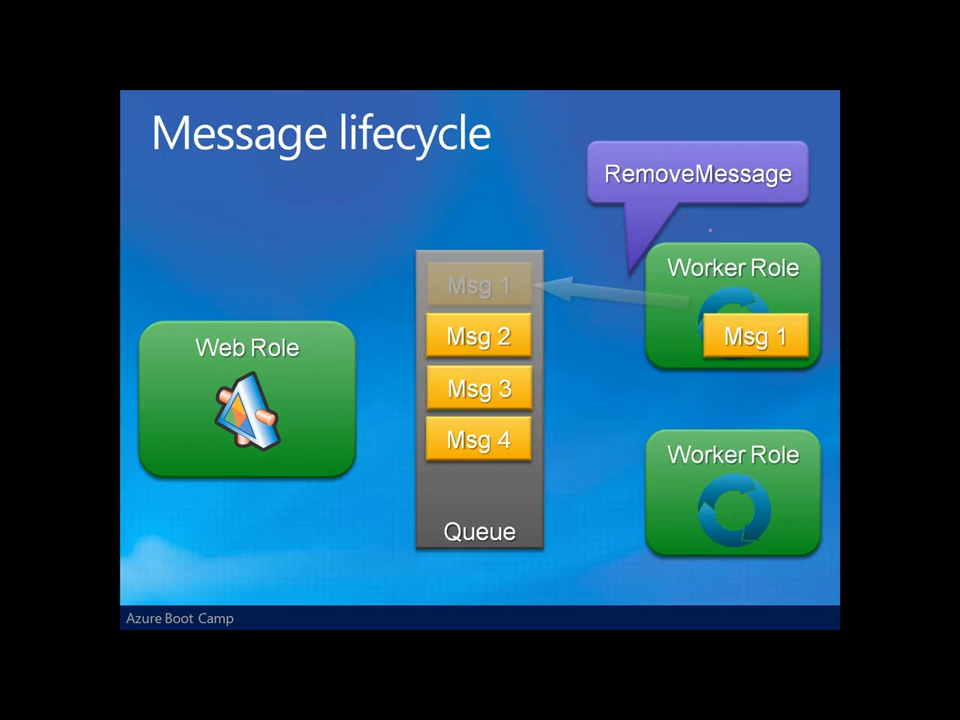 Message lifecycle
RemoveMessage
Worker Role
Msg 1
Msg 1
Msg 2
Msg 3
Msg 4
Queue
Web Role
Worker Role
Azure Boot Camp